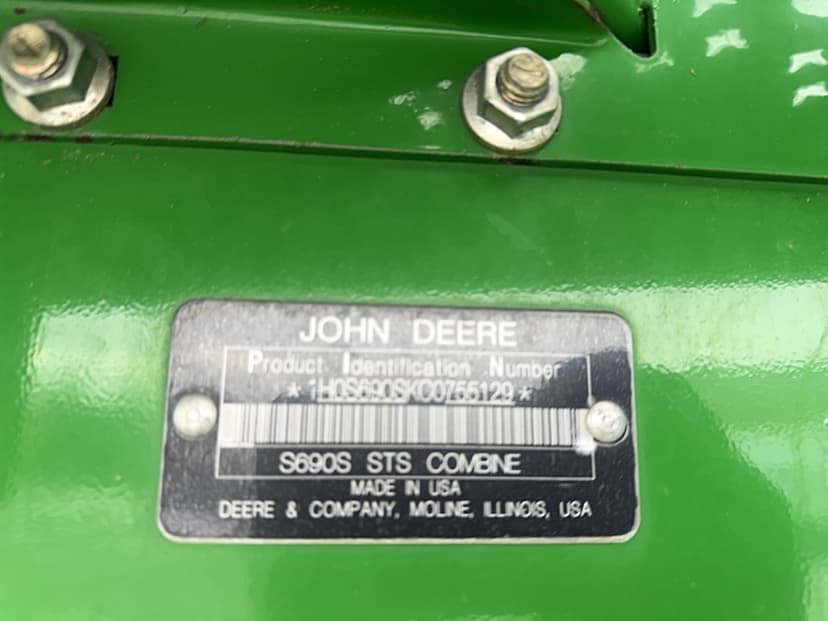 JOHN DEERE
Product Identification Number
*1H0S690SKC0755129*
S690S STS COMBINE
MADE IN USA
DEERE & COMPANY, MOLINE, ILLINOIS, USA